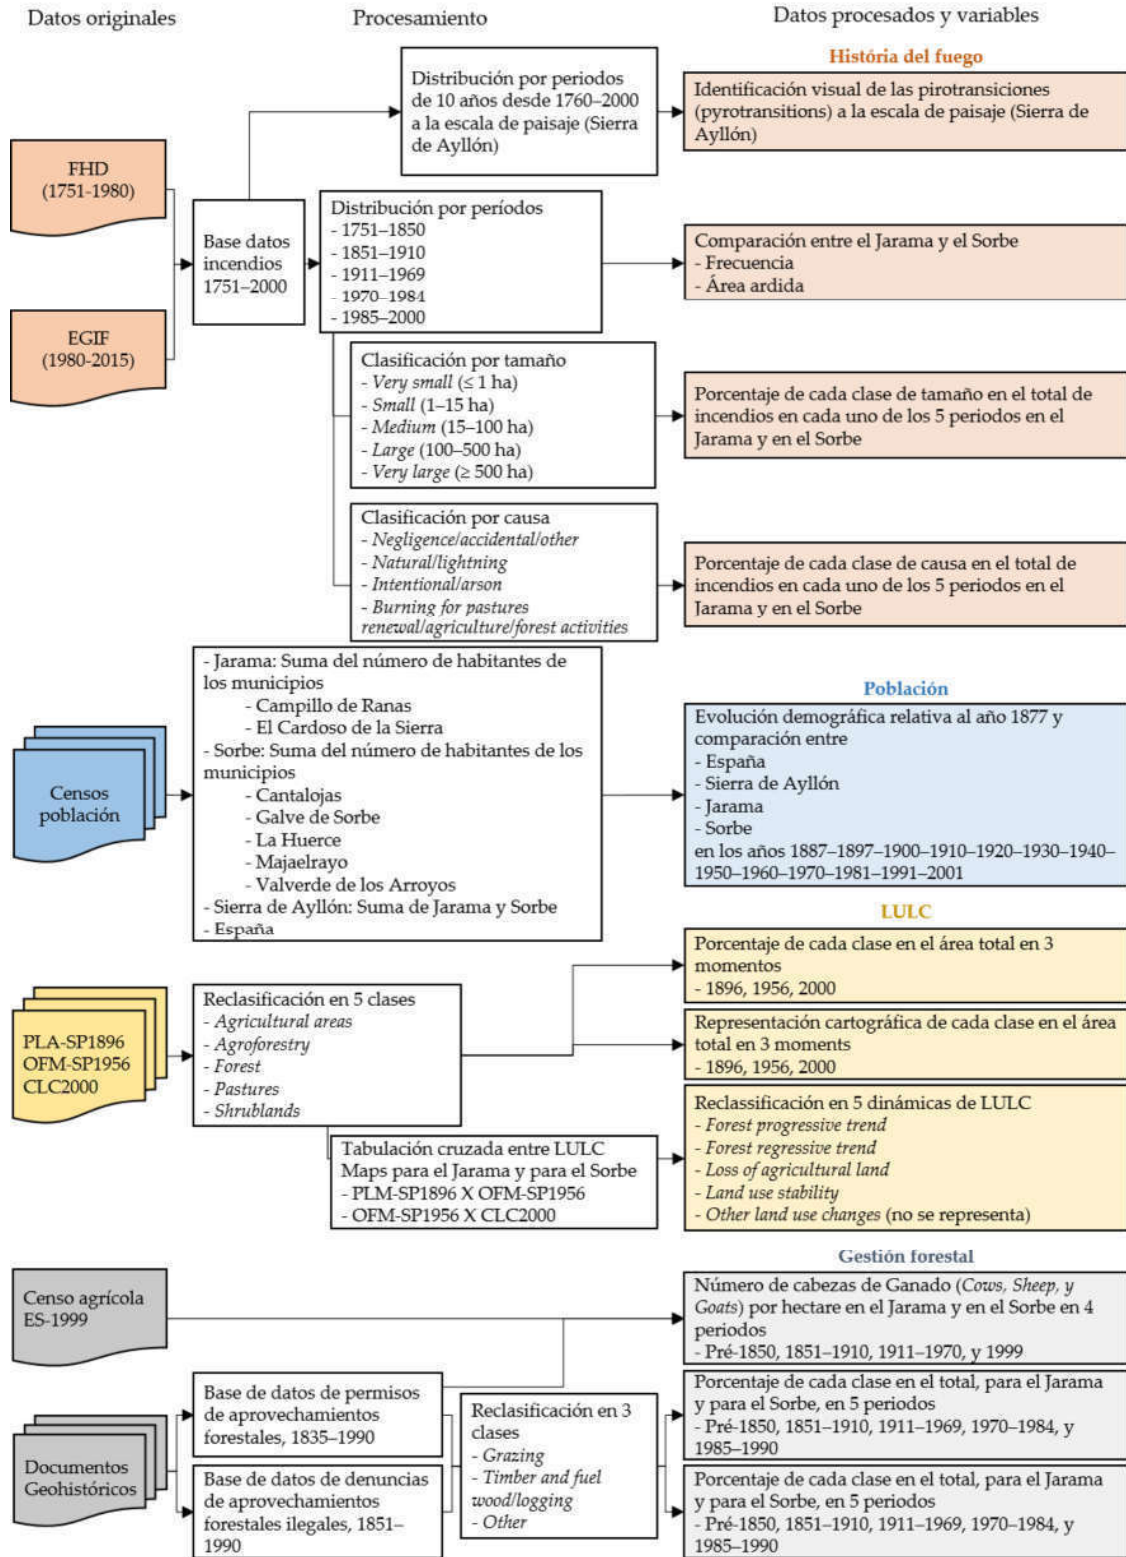 Datos originales
Procesamiento
Datos procesados y variables
História del fuego
Distribución por periodos
de 10 años desde 1760–2000
a la escala de paisaje (Sierra
de Ayllón)
Identificación visual de las pirotransiciones
(pyrotransitions) a la escala de paisaje (Sierra de
Ayllón)
FHD
(1751-1980)
EGIF
(1980-2015)
Base datos
incendios
1751–2000
Distribución por períodos
- 1751–1850
- 1851–1910
- 1911–1969
- 1970–1984
- 1985–2000
Comparación entre el Jarama y el Sorbe
- Frecuencia
- Área ardida
Clasificación por tamaño
- Very small (≤ 1 ha)
- Small (1–15 ha)
- Medium (15–100 ha)
- Large (100–500 ha)
- Very large (≥ 500 ha)
Porcentaje de cada clase de tamaño en el total de
incendios en cada uno de los 5 periodos en el
Jarama y en el Sorbe
Clasificación por causa
- Negligence/accidental/other
- Natural/lightning
- Intentional/arson
- Burning for pastures
renewal/agriculture/forest activities
Porcentaje de cada clase de causa en el total de
incendios en cada uno de los 5 periodos en el
Jarama y en el Sorbe
Censos
población
- Jarama: Suma del número de habitantes de
los municipios
- Campillo de Ranas
- El Cardoso de la Sierra
- Sorbe: Suma del número de habitantes de los
municipios
- Cantalojas
- Galve de Sorbe
- La Huerce
- Majaelrayo
- Valverde de los Arroyos
- Sierra de Ayllón: Suma de Jarama y Sorbe
- España
Población
Evolución demográfica relativa al año 1877 y
comparación entre
- España
- Sierra de Ayllón
- Jarama
- Sorbe
en los años 1887–1897–1900–1910–1920–1930–1940–
1950–1960–1970–1981–1991–2001
LULC
PLA-SP1896
OFM-SP1956
CLC2000
Reclasificación en 5 clases
- Agricultural areas
- Agroforestry
- Forest
- Pastures
- Shrublands
Porcentaje de cada clase en el área total en 3
momentos
- 1896, 1956, 2000
Representación cartográfica de cada clase en el área
total en 3 moments
- 1896, 1956, 2000
Tabulación cruzada entre LULC
Maps para el Jarama y para el Sorbe
- PLM-SP1896 X OFM-SP1956
- OFM-SP1956 X CLC2000
Reclassificación en 5 dinámicas de LULC
- Forest progressive trend
- Forest regressive trend
- Loss of agricultural land
- Land use stability
- Other land use changes (no se representa)
Gestión forestal
Censo agrícola
ES-1999
Número de cabezas de Ganado (Cows, Sheep, y
Goats) por hectare en el Jarama y en el Sorbe en 4
periodos
- Pré-1850, 1851–1910, 1911–1970, y 1999
Documentos
Geohistóricos
Base de datos de permisos
de aprovechamientos
forestales, 1835–1990
Base de datos de denuncias
de aprovechamientos
forestales ilegales, 1851–
1990
Reclasificación en 3
clases
- Grazing
- Timber and fuel
wood/logging
- Other
Porcentaje de cada clase en el total, para el Jarama
y para el Sorbe, en 5 periodos
- Pré-1850, 1851–1910, 1911–1969, 1970–1984, y
1985–1990
Porcentaje de cada clase en el total, para el Jarama
y para el Sorbe, en 5 periodos
- Pré-1850, 1851–1910, 1911–1969, 1970–1984, y
1985–1990